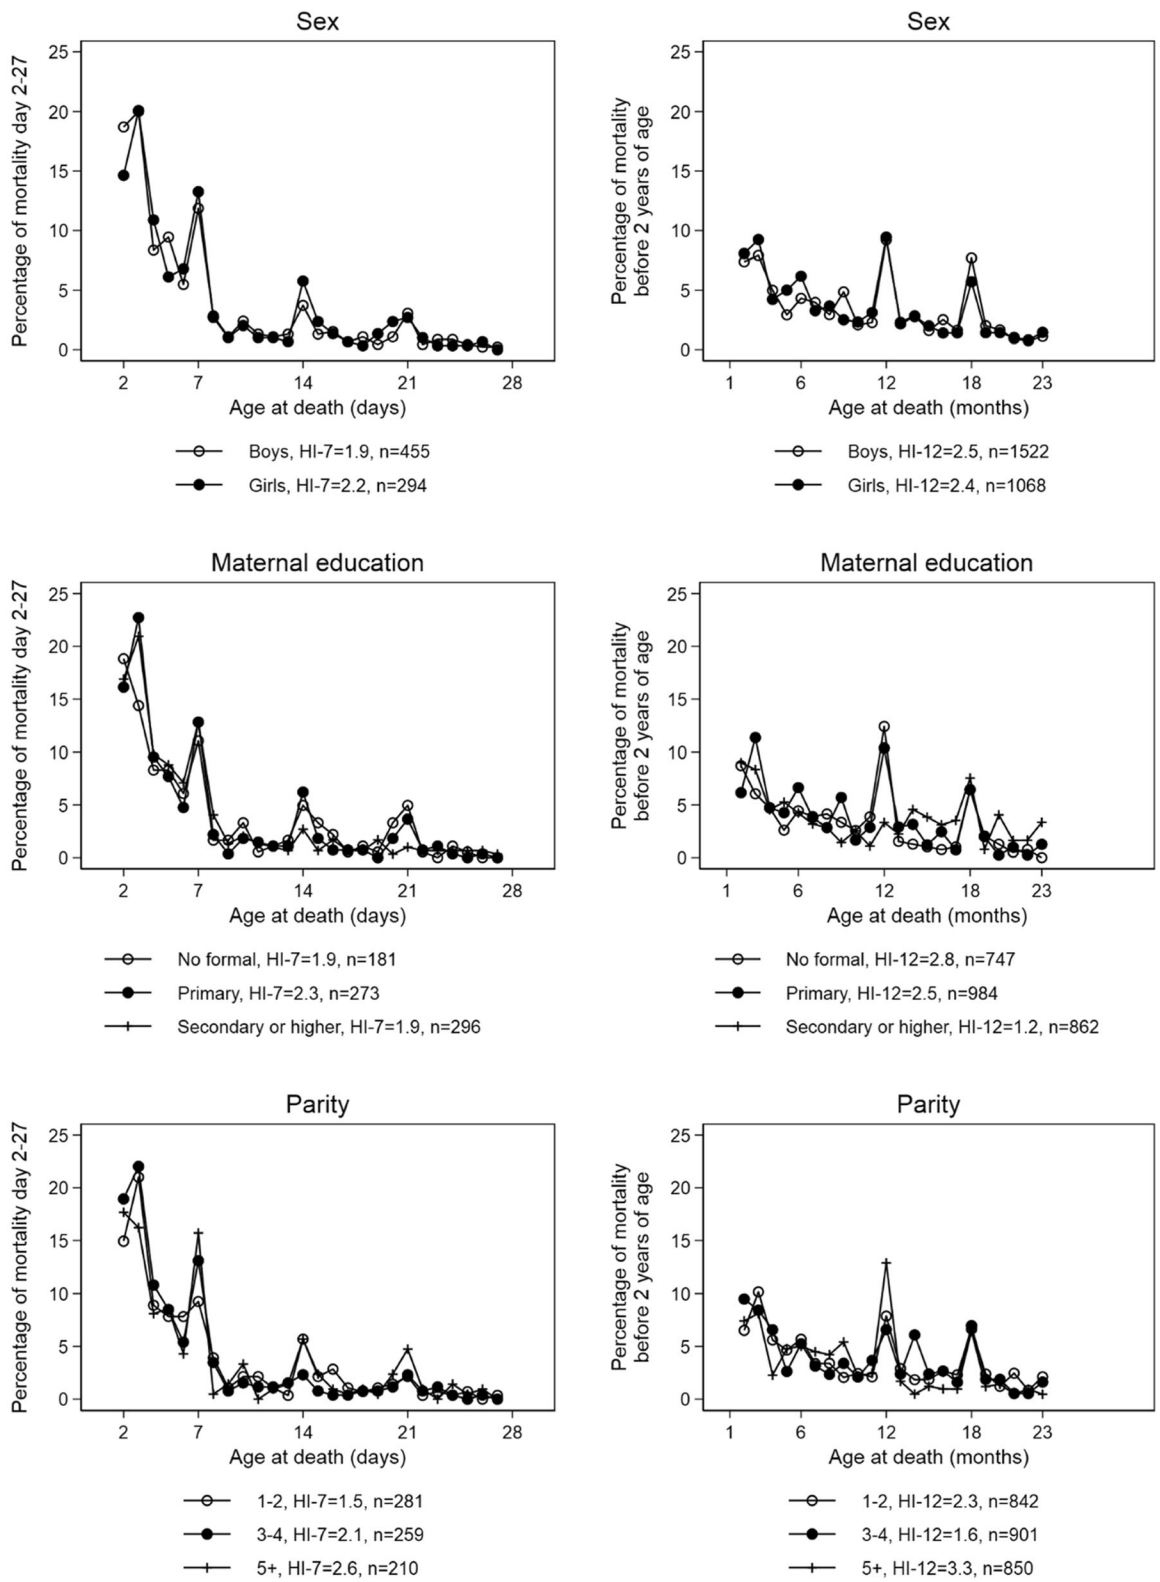 Sex
Percentage of mortality day 2-27
25
20
15
10
5
0
2 7 14 21 28
Age at death (days)
Boys, HI-7=1.9, n=455
Girls, HI-7=2.2, n=294
Sex
Percentage of mortality
before 2 years of age
25
20
15
10
5
0
1 6 12 18 23
Age at death (months)
Boys, HI-12=2.5, n=1522
Girls, HI-12=2.4, n=1068
Maternal education
Percentage of mortality day 2-27
25
20
15
10
5
0
2 7 14 21 28
Age at death (days)
No formal, HI-7=1.9, n=181
Primary, HI-7=2.3, n=273
Secondary or higher, HI-7=1.9, n=296
Maternal education
Percentage of mortality
before 2 years of age
25
20
15
10
5
0
1 6 12 18 23
Age at death (months)
No formal, HI-12=2.8, n=747
Primary, HI-12=2.5, n=984
Secondary or higher, HI-12=1.2, n=862
Parity
Percentage of mortality day 2-27
25
20
15
10
5
0
2 7 14 21 28
Age at death (days)
1-2, HI-7=1.5, n=281
3-4, HI-7=2.1, n=259
5+, HI-7=2.6, n=210
Parity
Percentage of mortality
before 2 years of age
25
20
15
10
5
0
1 6 12 18 23
Age at death (months)
1-2, HI-12=2.3, n=842
3-4, HI-12=1.6, n=901
5+, HI-12=3.3, n=850